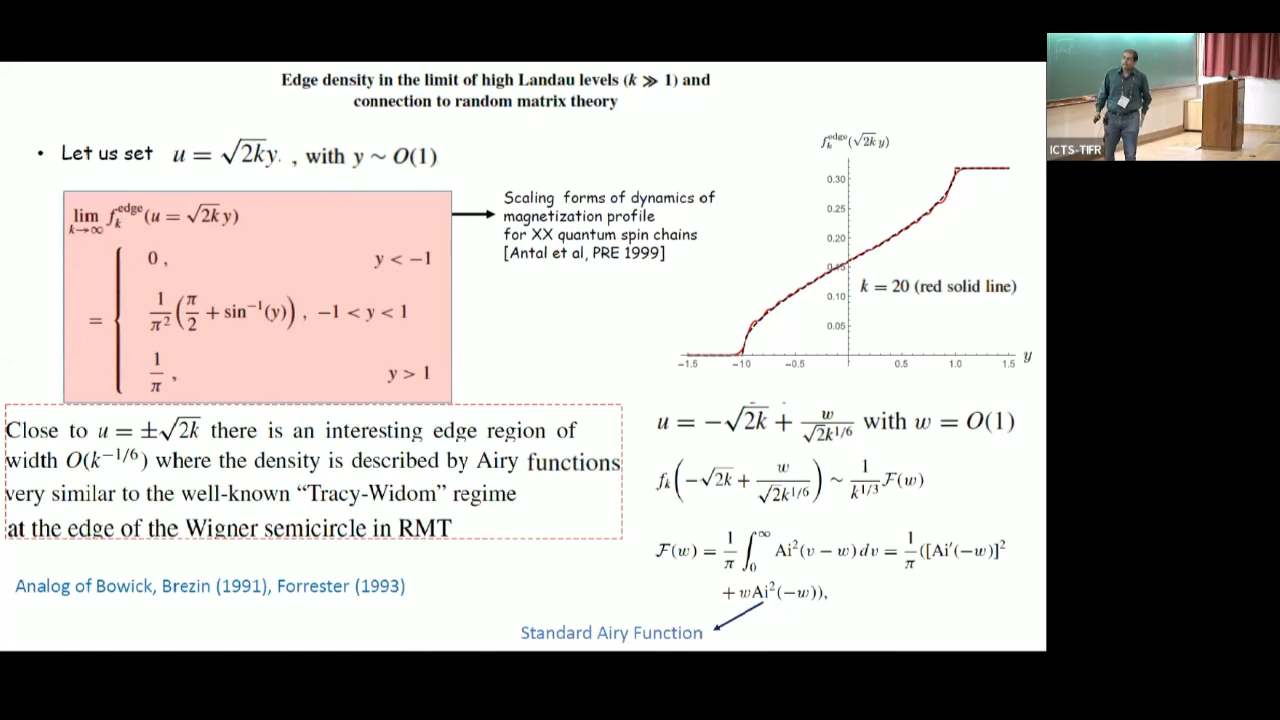 Edge density in the limit of high Landau levels (k ≫ 1) and
connection to random matrix theory
• Let us set u = √2ky. , with y ~ O(1)
lim f_k^edge(u = √2k y)
k→∞
= { 0 , y < −1
1/π² (π/2 + sin⁻¹(y)) , −1 < y < 1
1/π , y > 1
Scaling forms of dynamics of
magnetization profile
for XX quantum spin chains
[Antal et al, PRE 1999]
f_k^edge(√2k y)
0.30
0.25
0.20
0.15
0.10
0.05
k = 20 (red solid line)
−1.5 −1.0 −0.5 0.5 1.0 1.5 y
Close to u = ±√2k there is an interesting edge region of
width O(k^−1/6) where the density is described by Airy functions
very similar to the well-known “Tracy-Widom” regime
at the edge of the Wigner semicircle in RMT
Analog of Bowick, Brezin (1991), Forrester (1993)
u = −√2k + w/(√2k^1/6) with w = O(1)
f_k(−√2k + w/(√2k^1/6)) ~ 1/k^1/3 F(w)
F(w) = 1/π ∫_0^∞ Ai²(v − w) dv = 1/π ([Ai′(−w)]²
+ wAi²(−w)),
Standard Airy Function
ICTS-TIFR